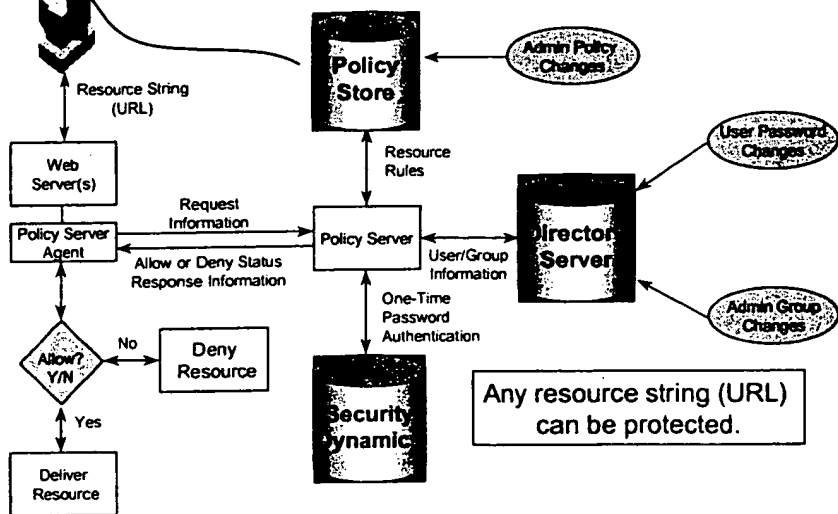 Policy
Store
Admin Policy
Changes
Resource String
(URL)
User Password
Changes
Web
Server(s)
Resource
Rules
Request
Information
Policy Server
Agent
Policy Server
Director
Server
Allow or Deny Status
Response Information
User/Group
Information
One-Time
Password
Authentication
Admin Group
Changes
Allow?
Y/N
No
Deny
Resource
Any resource string (URL)
can be protected.
Security
Dynamic
Yes
Deliver
Resource